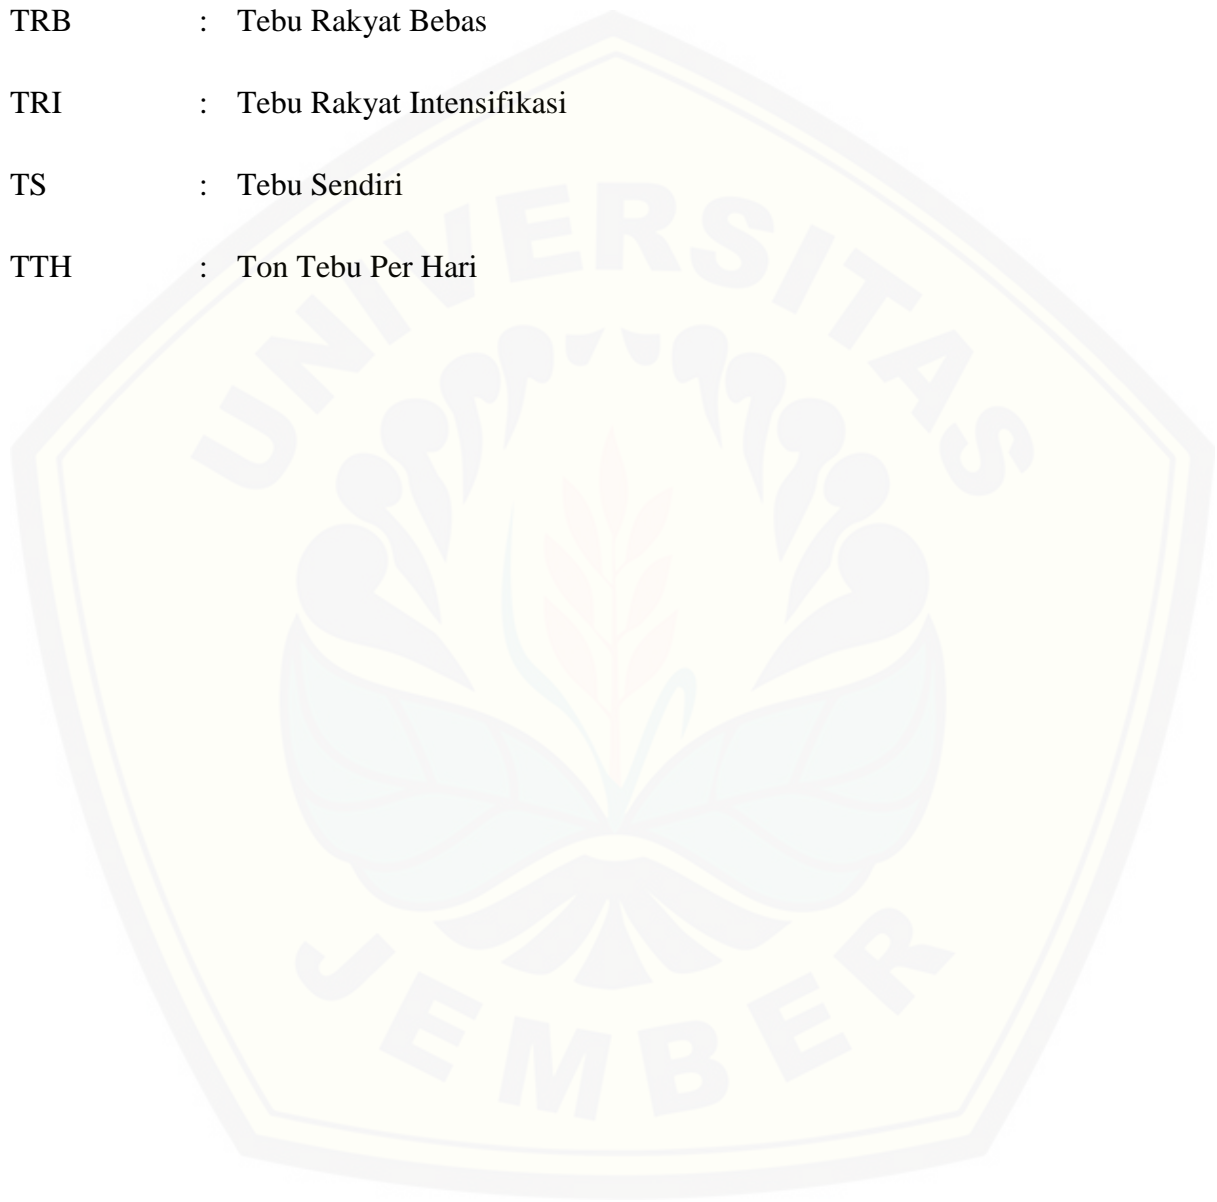 TRB : Tebu Rakyat Bebas
TRI : Tebu Rakyat Intensifikasi
TS : Tebu Sendiri
TTH : Ton Tebu Per Hari
UNIVERSITAS
JEMBER